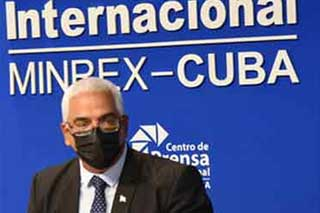 Internacional
MINREX–CUBA
Centro de
Prensa